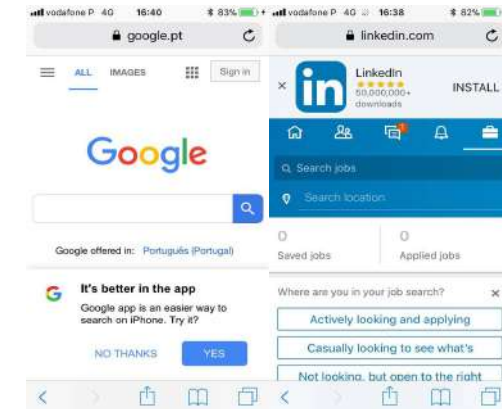 vodafone P 4G 16:40 83%
google.pt
ALL IMAGES Sign in
Google
Google offered in: Português (Portugal)
It's better in the app
Google app is an easier way to
search on iPhone. Try it?
NO THANKS YES
vodafone P 4G 16:38 82%
linkedin.com
× in LinkedIn
50,000,000+
downloads
INSTALL
Search jobs
Search location
0 0
Saved jobs Applied jobs
Where are you in your job search? ×
Actively looking and applying
Casually looking to see what's
Not looking, but open to the right